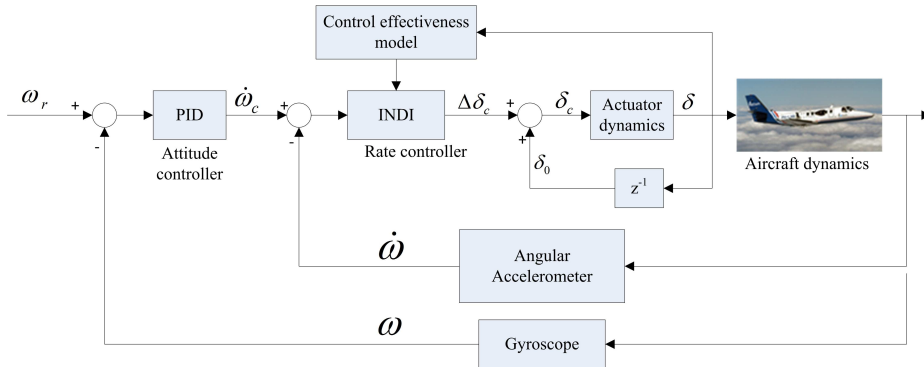 Control effectiveness
model
ω_r
+
-
PID
Attitude
controller
ω̇_c
+
-
INDI
Rate controller
Δδ_c
+
+
δ_c
δ_0
Actuator
dynamics
δ
z⁻¹
Aircraft dynamics
ω̇
Angular
Accelerometer
ω
Gyroscope